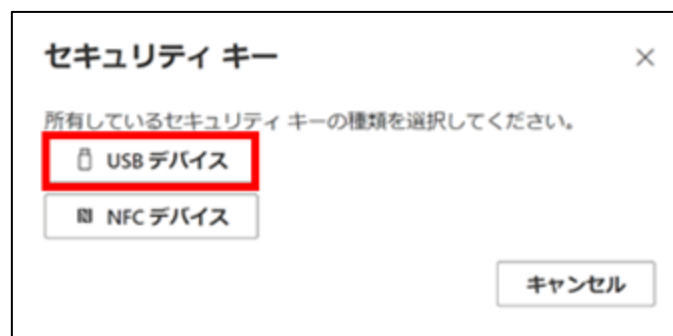 セキュリティ キー
所有しているセキュリティ キーの種類を選択してください。
USB デバイス
NFC デバイス
キャンセル